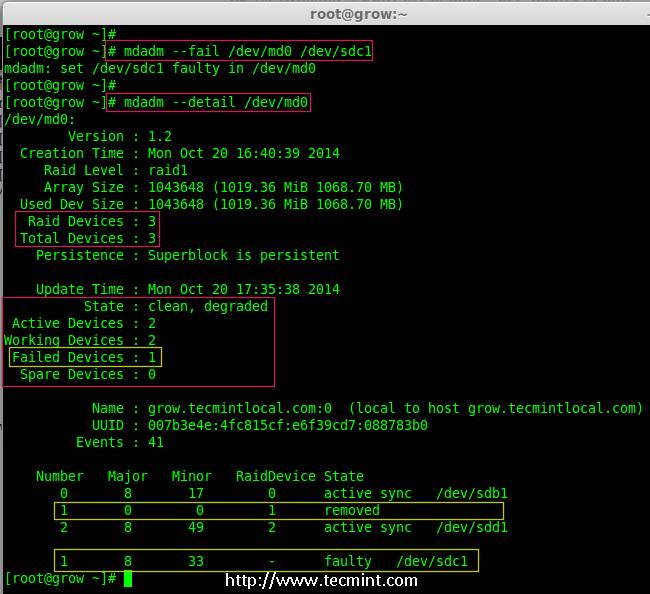 root@grow:~
[root@grow ~]#
[root@grow ~]# mdadm --fail /dev/md0 /dev/sdc1
mdadm: set /dev/sdc1 faulty in /dev/md0
[root@grow ~]#
[root@grow ~]# mdadm --detail /dev/md0
/dev/md0:
Version : 1.2
Creation Time : Mon Oct 20 16:40:39 2014
Raid Level : raid1
Array Size : 1043648 (1019.36 MiB 1068.70 MB)
Used Dev Size : 1043648 (1019.36 MiB 1068.70 MB)
Raid Devices : 3
Total Devices : 3
Persistence : Superblock is persistent
Update Time : Mon Oct 20 17:35:38 2014
State : clean, degraded
Active Devices : 2
Working Devices : 2
Failed Devices : 1
Spare Devices : 0
Name : grow.tecmintlocal.com:0 (local to host grow.tecmintlocal.com)
UUID : 007b3e4e:4fc815cf:e6f39cd7:088783b0
Events : 41
Number Major Minor RaidDevice State
0 8 17 0 active sync /dev/sdb1
1 0 0 1 removed
2 8 49 2 active sync /dev/sdd1
1 8 33 - faulty /dev/sdc1
[root@grow ~]#
http://www.tecmint.com